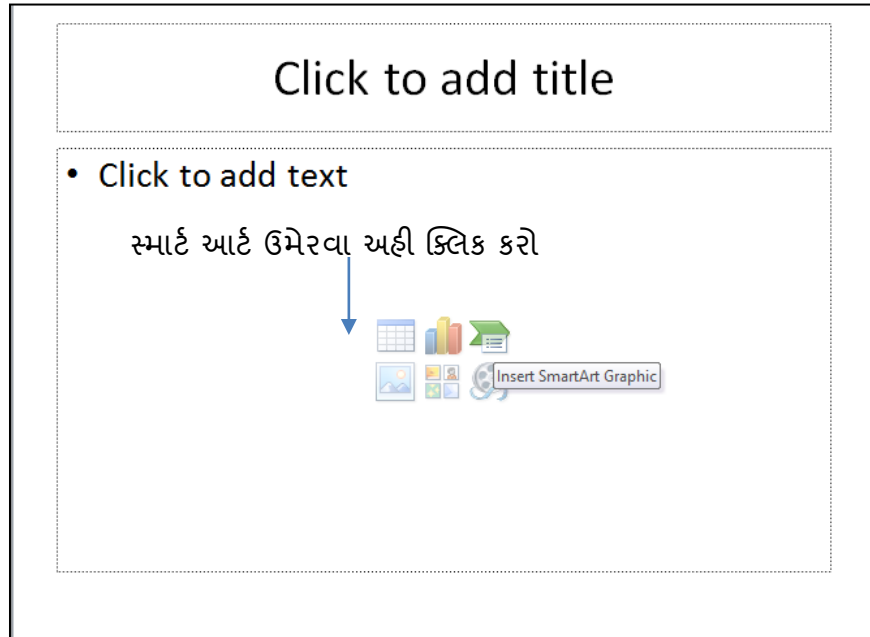 Click to add title
• Click to add text
સ્માર્ટ આર્ટ ઉમેરવા અહી ક્લિક કરો
Insert SmartArt Graphic